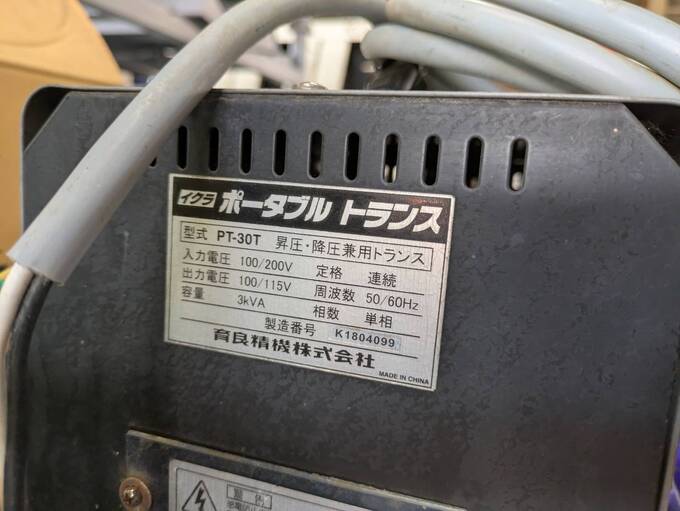 イクラ ポータブル トランス
型式 PT-30T 昇圧・降圧兼用トランス
入力電圧 100/200V 定格 連続
出力電圧 100/115V 周波数 50/60Hz
容量 3kVA 相数 単相
製造番号 K1804099
育良精機株式会社
MADE IN CHINA
警告